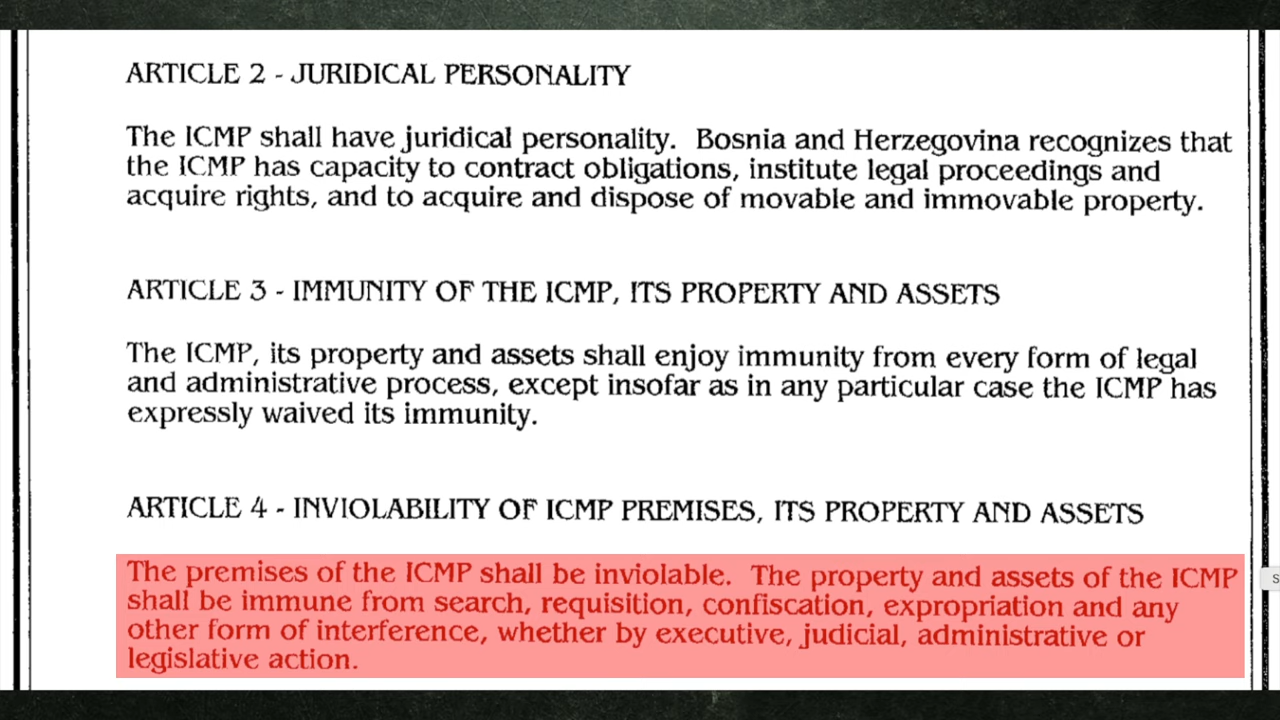 ARTICLE 2 - JURIDICAL PERSONALITY
The ICMP shall have juridical personality. Bosnia and Herzegovina recognizes that
the ICMP has capacity to contract obligations, institute legal proceedings and
acquire rights, and to acquire and dispose of movable and immovable property.
ARTICLE 3 - IMMUNITY OF THE ICMP, ITS PROPERTY AND ASSETS
The ICMP, its property and assets shall enjoy immunity from every form of legal
and administrative process, except insofar as in any particular case the ICMP has
expressly waived its immunity.
ARTICLE 4 - INVIOLABILITY OF ICMP PREMISES, ITS PROPERTY AND ASSETS
The premises of the ICMP shall be inviolable. The property and assets of the ICMP
shall be immune from search, requisition, confiscation, expropriation and any
other form of interference, whether by executive, judicial, administrative or
legislative action.